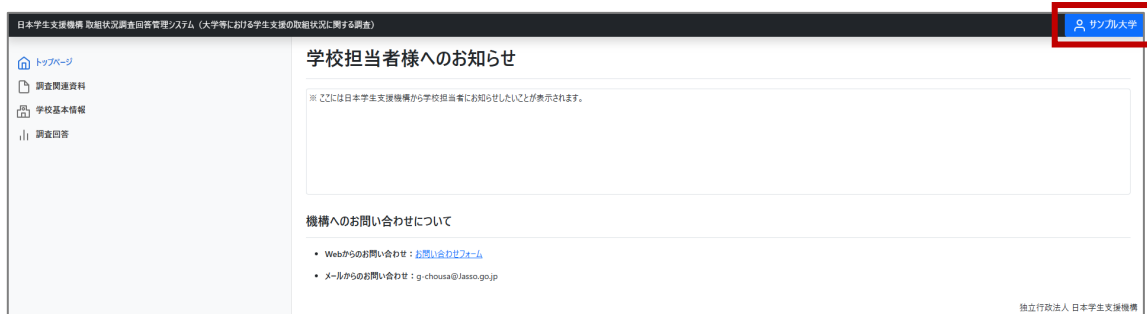 日本学生支援機構 取組状況調査回答管理システム（大学等における学生支援の取組状況に関する調査）
サンプル大学
トップページ
調査関連資料
学校基本情報
調査回答
学校担当者様へのお知らせ
※ ここには日本学生支援機構から学校担当者にお知らせしたいことが表示されます。
機構へのお問い合わせについて
• Webからのお問い合わせ：お問い合わせフォーム
• メールからのお問い合わせ：g-chousa@Jasso.go.jp
独立行政法人 日本学生支援機構